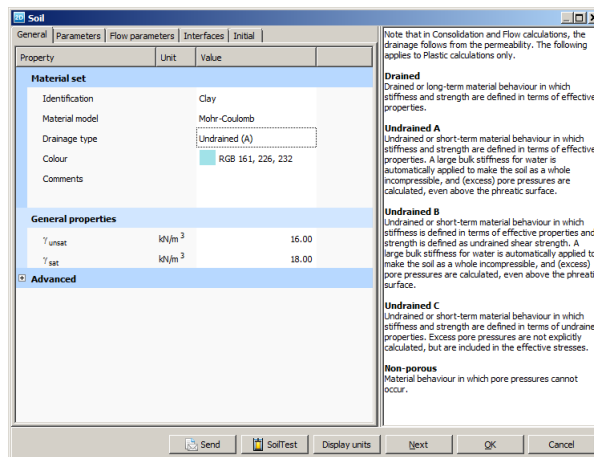 2D Soil
General Parameters Flow parameters Interfaces Initial
Property Unit Value
Material set
Identification Clay
Material model Mohr-Coulomb
Drainage type Undrained (A)
Colour RGB 161, 226, 232
Comments
General properties
γ unsat kN/m 3 16.00
γ sat kN/m 3 18.00
Advanced
Note that in Consolidation and Flow calculations, the
drainage follows from the permeability. The following
applies to Plastic calculations only.
Drained
Drained or long-term material behaviour in which
stiffness and strength are defined in terms of effective
properties.
Undrained A
Undrained or short-term material behaviour in which
stiffness and strength are defined in terms of effective
properties. A large bulk stiffness for water is
automatically applied to make the soil as a whole
incompressible, and (excess) pore pressures are
calculated, even above the phreatic surface.
Undrained B
Undrained or short-term material behaviour in which
stiffness is defined in terms of effective properties and
strength is defined as undrained shear strength. A
large bulk stiffness for water is automatically applied to
make the soil as a whole incompressible, and (excess)
pore pressures are calculated, even above the phreati
surface.
Undrained C
Undrained or short-term material behaviour in which
stiffness and strength are defined in terms of undraine
properties. Excess pore pressures are not explicitly
calculated, but are included in the effective stresses.
Non-porous
Material behaviour in which pore pressures cannot
occur.
Send SoilTest Display units Next OK Cancel